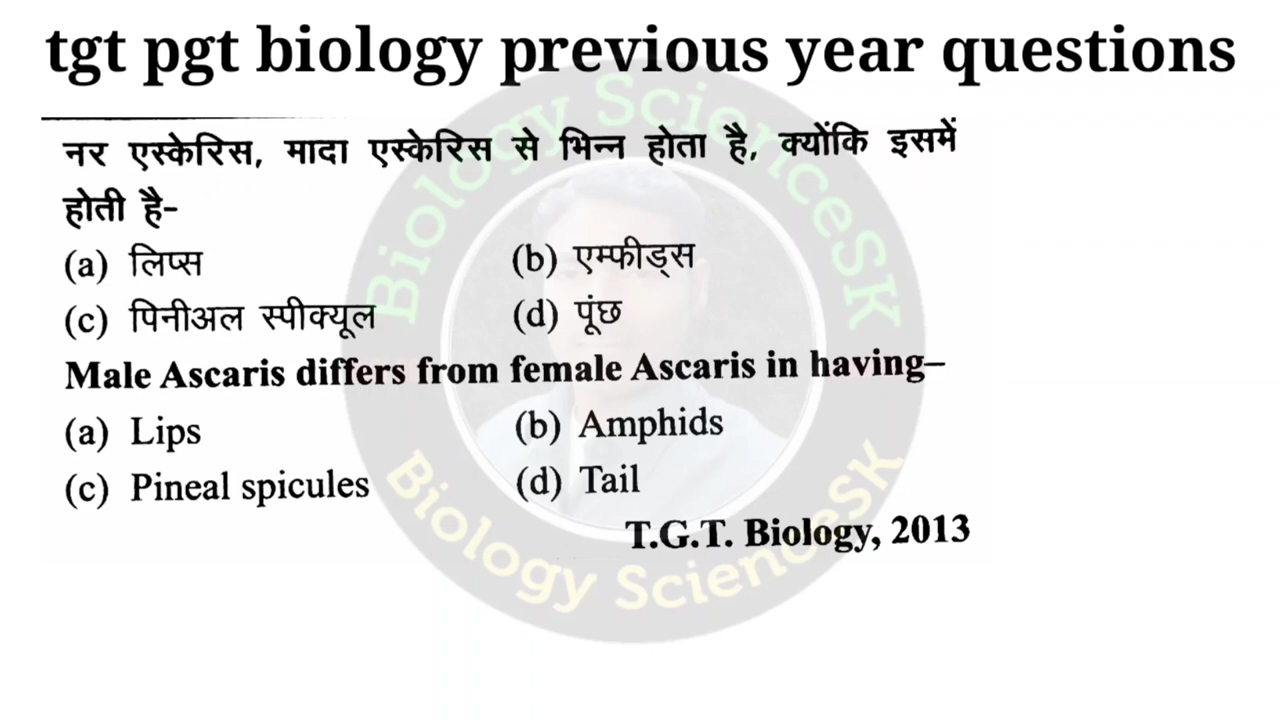 tgt pgt biology previous year questions
नर एस्केरिस, मादा एस्केरिस से भिन्न होता है, क्योंकि इसमें
होती है-
(a) लिप्स (b) एम्फीड्स
(c) पिनीअल स्पीक्यूल (d) पूंछ
Male Ascaris differs from female Ascaris in having–
(a) Lips (b) Amphids
(c) Pineal spicules (d) Tail
T.G.T. Biology, 2013
Biology ScienceSK
Biology ScienceSK